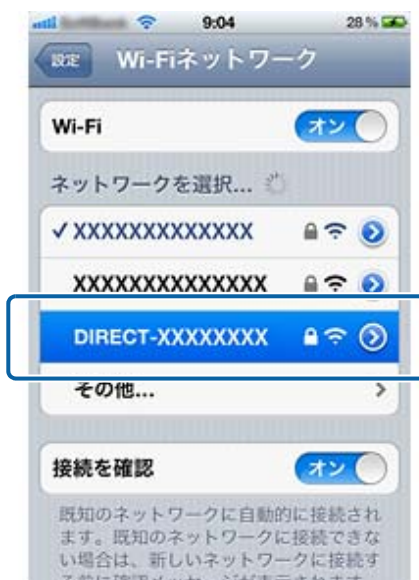 9:04 28%
設定 Wi-Fiネットワーク
Wi-Fi オン
ネットワークを選択...
✓ XXXXXXXXXXXXXX
XXXXXXXXXXXXXX
DIRECT-XXXXXXXX
その他...
接続を確認 オン
既知のネットワークに自動的に接続され
ます。既知のネットワークに接続できな
い場合は、新しいネットワークに接続す